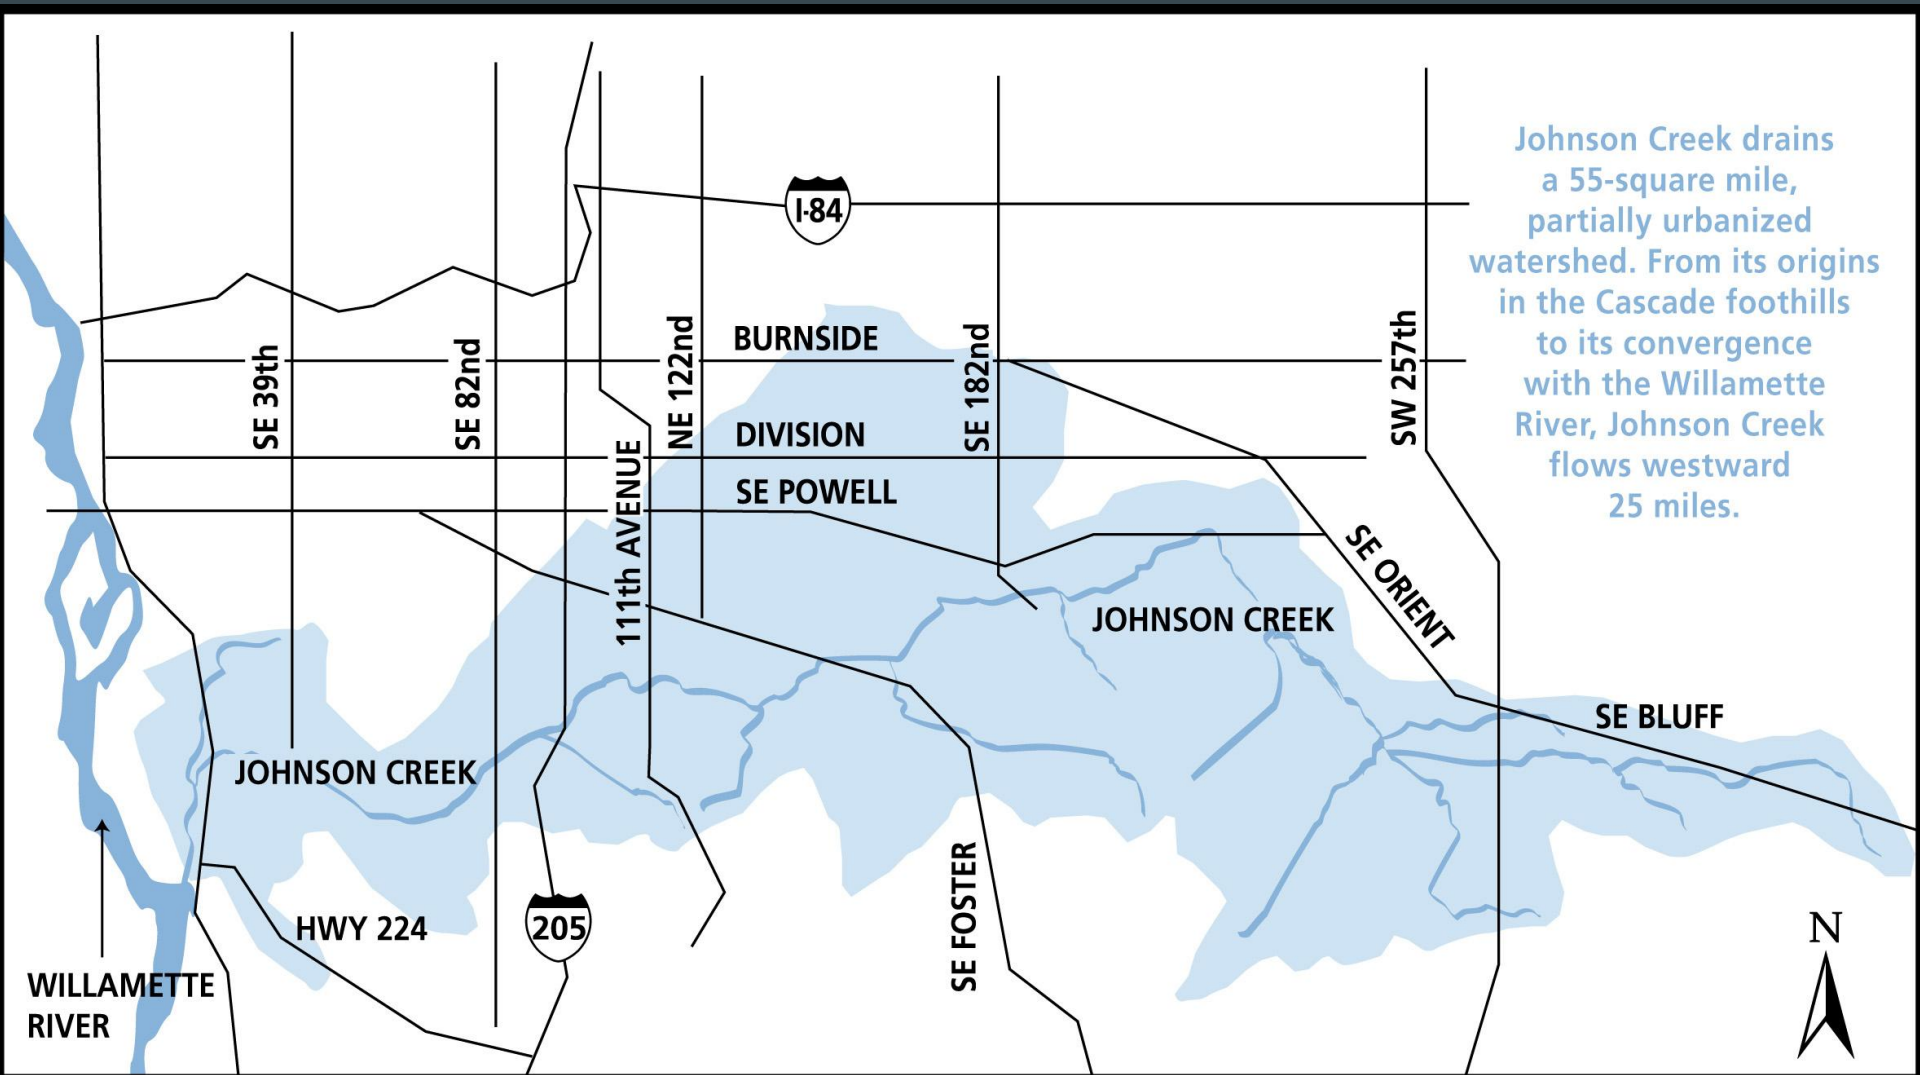 Johnson Creek drains
a 55-square mile,
partially urbanized
watershed. From its origins
in the Cascade foothills
to its convergence
with the Willamette
River, Johnson Creek
flows westward
25 miles.
I-84
BURNSIDE
SE 39th
SE 82nd
NE 122nd
SE 182nd
SW 257th
DIVISION
111th AVENUE
SE POWELL
SE ORIENT
JOHNSON CREEK
SE BLUFF
JOHNSON CREEK
SE FOSTER
HWY 224
205
N
WILLAMETTE
RIVER